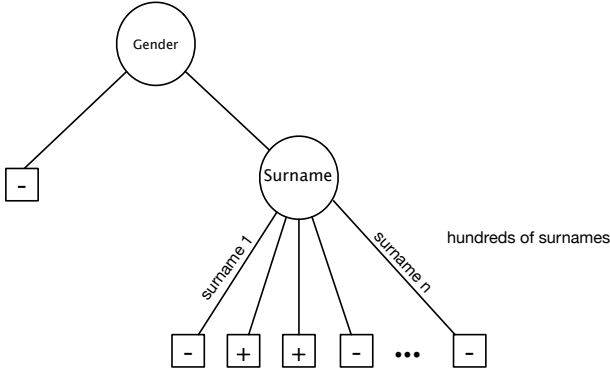 Gender
-
Surname
surname 1
surname n
hundreds of surnames
-
+
+
-
...
-